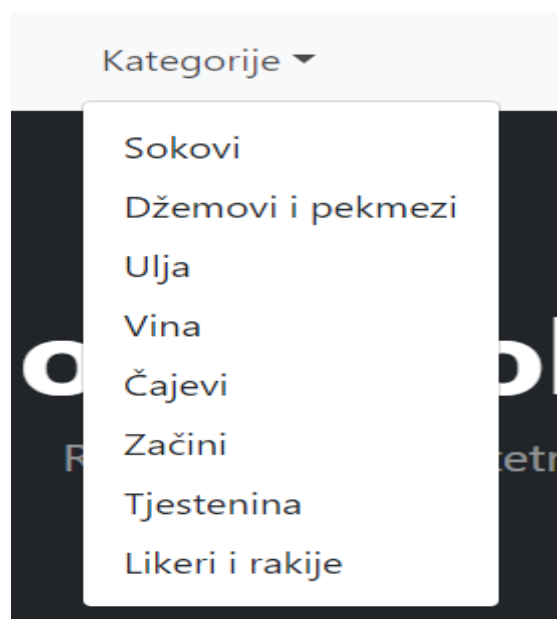 Kategorije
Sokovi
Džemovi i pekmezi
Ulja
Vina
Čajevi
Začini
Tjestenina
Likeri i rakije